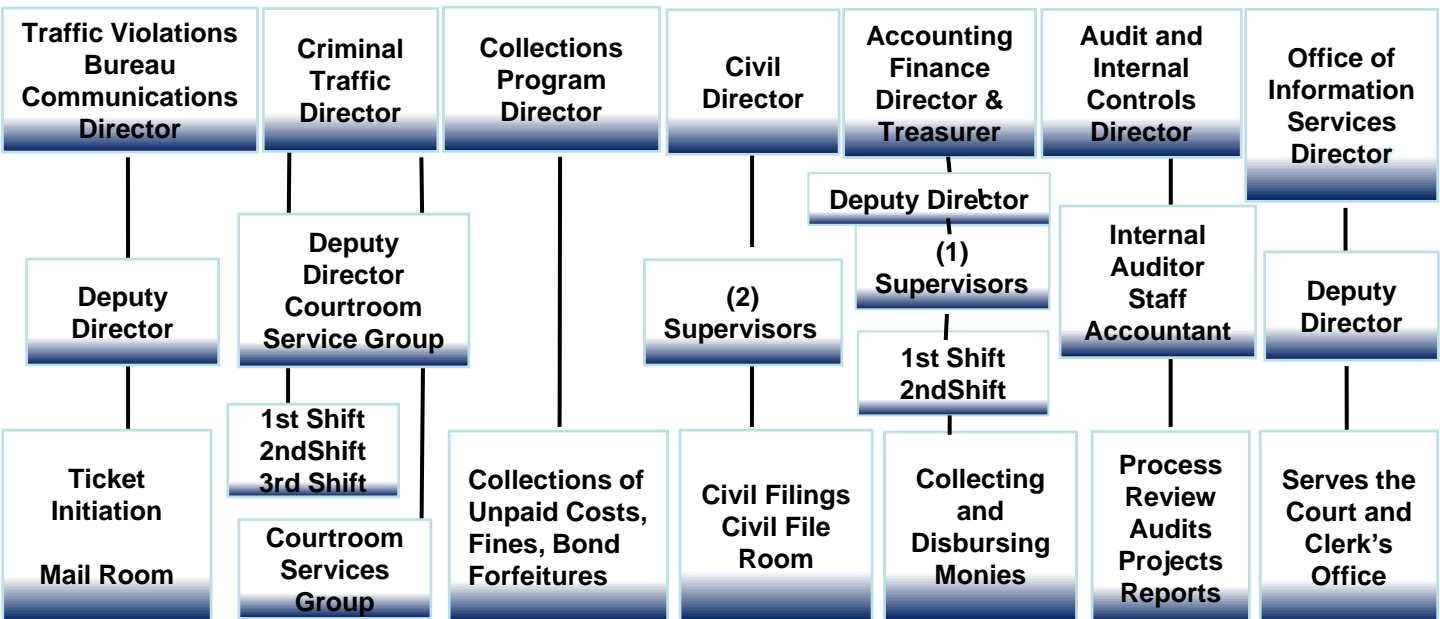 Traffic Violations
Bureau
Communications
Director
Deputy
Director
Ticket
Initiation
Mail Room
Criminal
Traffic
Director
Deputy
Director
Courtroom
Service Group
1st Shift
2ndShift
3rd Shift
Courtroom
Services
Group
Collections
Program
Director
Collections of
Unpaid Costs,
Fines, Bond
Forfeitures
Civil
Director
(2)
Supervisors
Civil Filings
Civil File
Room
Accounting
Finance
Director &
Treasurer
Deputy Director
(1)
Supervisors
1st Shift
2ndShift
Collecting
and
Disbursing
Monies
Audit and
Internal
Controls
Director
Internal
Auditor
Staff
Accountant
Process
Review
Audits
Projects
Reports
Office of
Information
Services
Director
Deputy
Director
Serves the
Court and
Clerk’s
Office